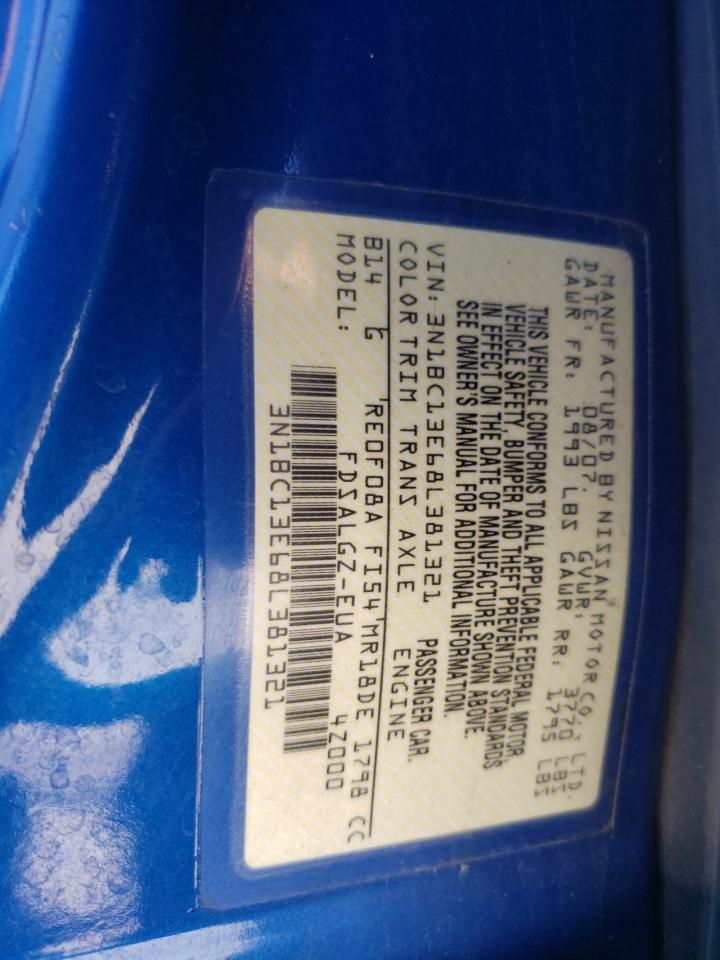 MANUFACTURED BY NISSAN MOTOR CO., LTD.
DATE: 08/07. GVWR: 3770 LBS
GAWR FR: 1993 LBS GAWR RR: 1795 LBS
THIS VEHICLE CONFORMS TO ALL APPLICABLE FEDERAL MOTOR
VEHICLE SAFETY, BUMPER AND THEFT PREVENTION STANDARDS
IN EFFECT ON THE DATE OF MANUFACTURE SHOWN ABOVE.
SEE OWNER'S MANUAL FOR ADDITIONAL INFORMATION.
VIN: 3N1BC13E68L381321 PASSENGER CAR.
COLOR TRIM TRANS AXLE ENGINE
B14 G RE0F08A FI54 MR18DE 1798 CC
MODEL: FDSALGZ-EUA 4Z000
3N1BC13E68L381321